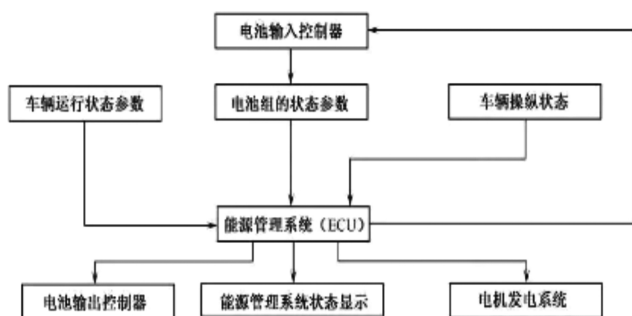 电池输入控制器
车辆运行状态参数
电池组的状态参数
车辆操纵状态
能源管理系统（ECU）
电池输出控制器
能源管理系统状态显示
电机发电系统